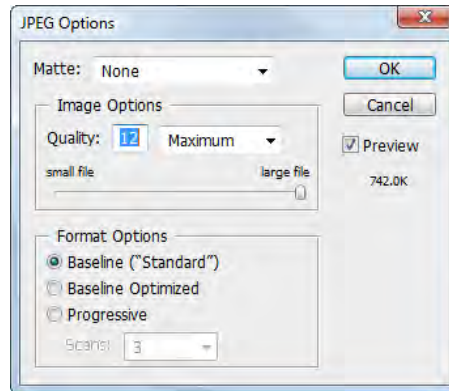 JPEG Options
Matte: None
OK
Image Options
Cancel
Quality: 12 Maximum
Preview
small file large file
742.0K
Format Options
Baseline (“Standard”)
Baseline Optimized
Progressive
Scans: 3